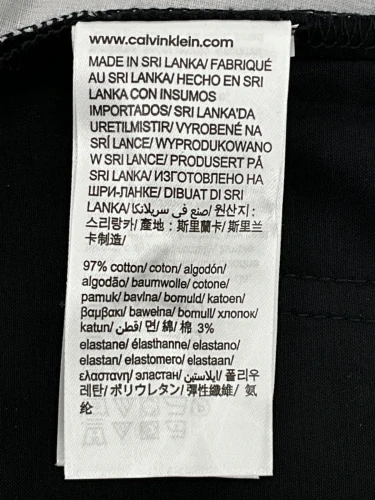 www.calvinklein.com
MADE IN SRI LANKA/ FABRIQUÉ
AU SRI LANKA/ HECHO EN SRI
LANKA CON INSUMOS
IMPORTADOS/ SRI LANKA'DA
ÜRETILMISTIR/ VYROBENÉ NA
SRÍ LANCE/ WYPRODUKOWANO
W SRI LANCE/ PRODUSERT PÅ
SRI LANKA/ ИЗГОТОВЛЕНО НА
ШРИ-ЛАНКЕ/ DIBUAT DI SRI
LANKA/ صنع في سريلانكا/ 원산지 :
스리랑카/ 產地 : 斯里蘭卡/ 斯里兰
卡制造/
97% cotton/ coton/ algodón/
algodão/ baumwolle/ cotone/
pamuk/ bavlna/ bomuld/ katoen/
βαμβακι/ bawełna/ bomull/ хлопок/
katun/ قطن/ 면/ 綿/ 棉 3%
elastane/ élasthanne/ elastano/
elastan/ elastomero/ elastaan/
ελαστανη/ эластан/ ايلاستين/ 폴리우
레탄/ ポリウレタン/ 彈性纖維/ 氨
纶